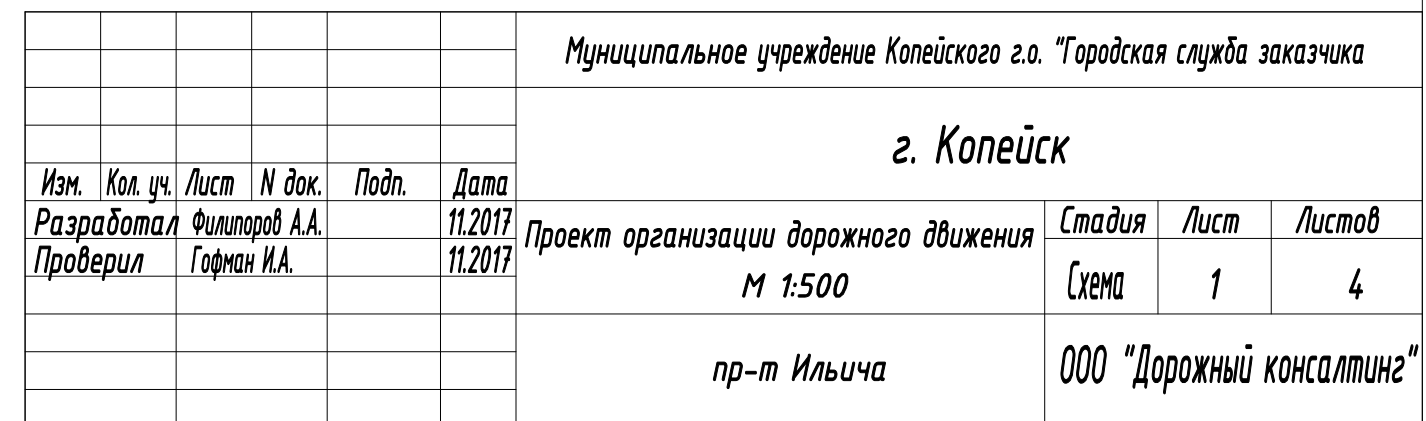 Муниципальное учреждение Копейского г.о. "Городская служба заказчика
г. Копейск
Изм. Кол. уч. Лист N док. Подп. Дата
Разработал Филипоров А.А. 11.2017
Проверил Гофман И.А. 11.2017
Проект организации дорожного движения
М 1:500
Стадия Лист Листов
Схема 1 4
пр-т Ильича
ООО "Дорожный консалтинг"